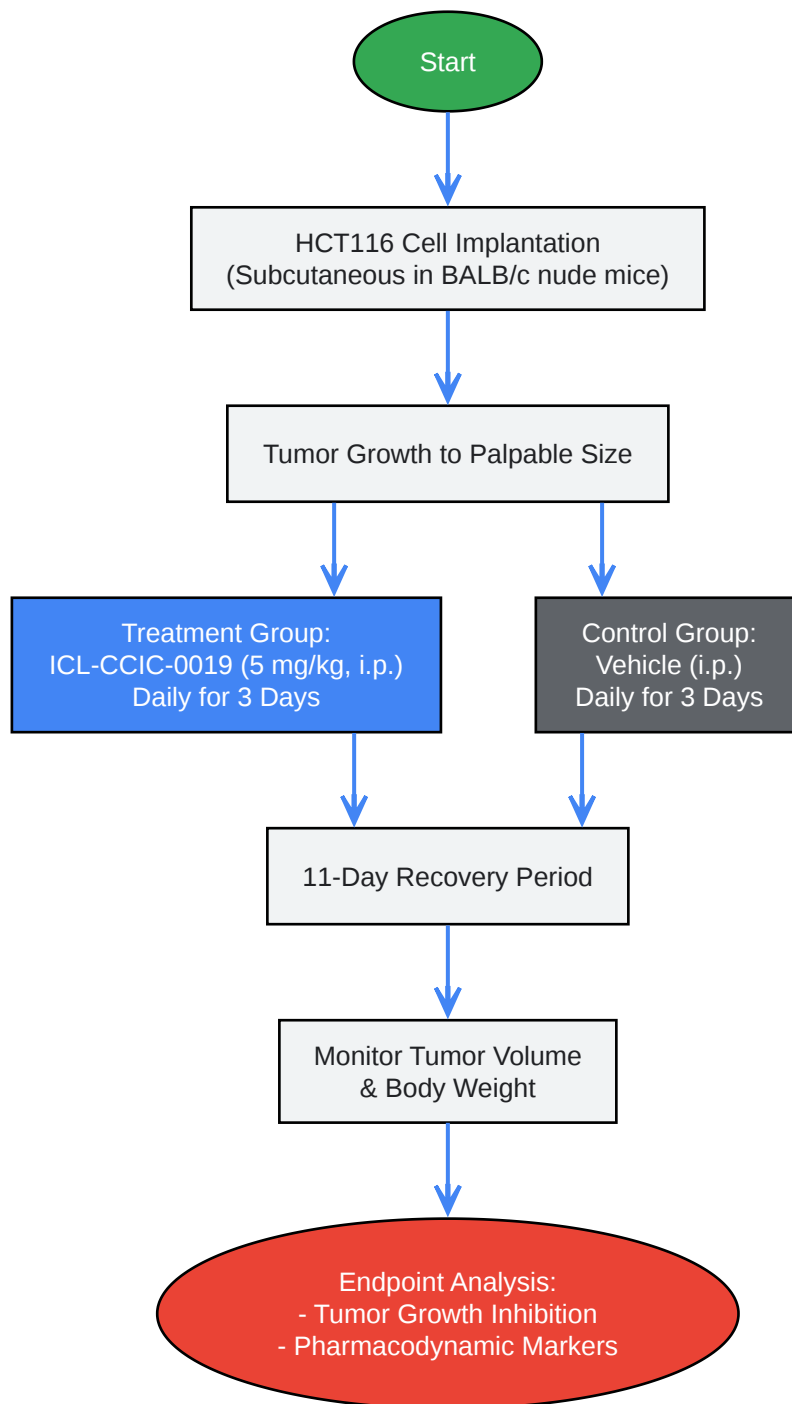 Start
HCT116 Cell Implantation
(Subcutaneous in BALB/c nude mice)
Tumor Growth to Palpable Size
Treatment Group:
ICL-CCIC-0019 (5 mg/kg, i.p.)
Daily for 3 Days
Control Group:
Vehicle (i.p.)
Daily for 3 Days
11-Day Recovery Period
Monitor Tumor Volume
& Body Weight
Endpoint Analysis:
- Tumor Growth Inhibition
- Pharmacodynamic Markers